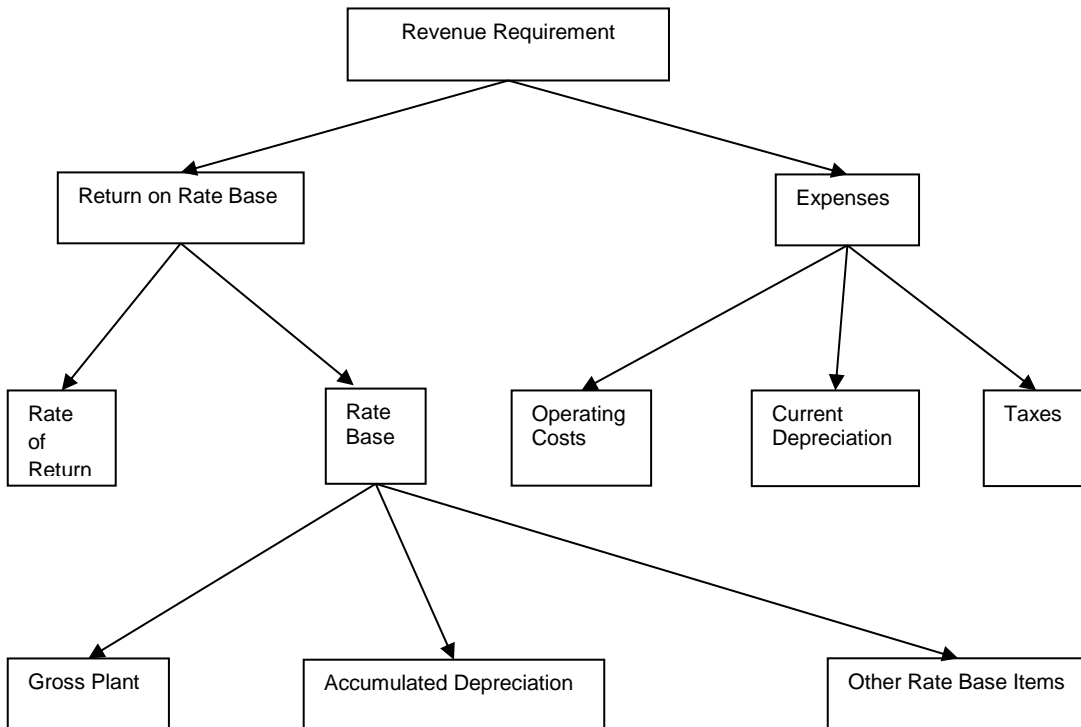 Revenue Requirement
Return on Rate Base
Expenses
Rate
of
Return
Rate
Base
Operating
Costs
Current
Depreciation
Taxes
Gross Plant
Accumulated Depreciation
Other Rate Base Items